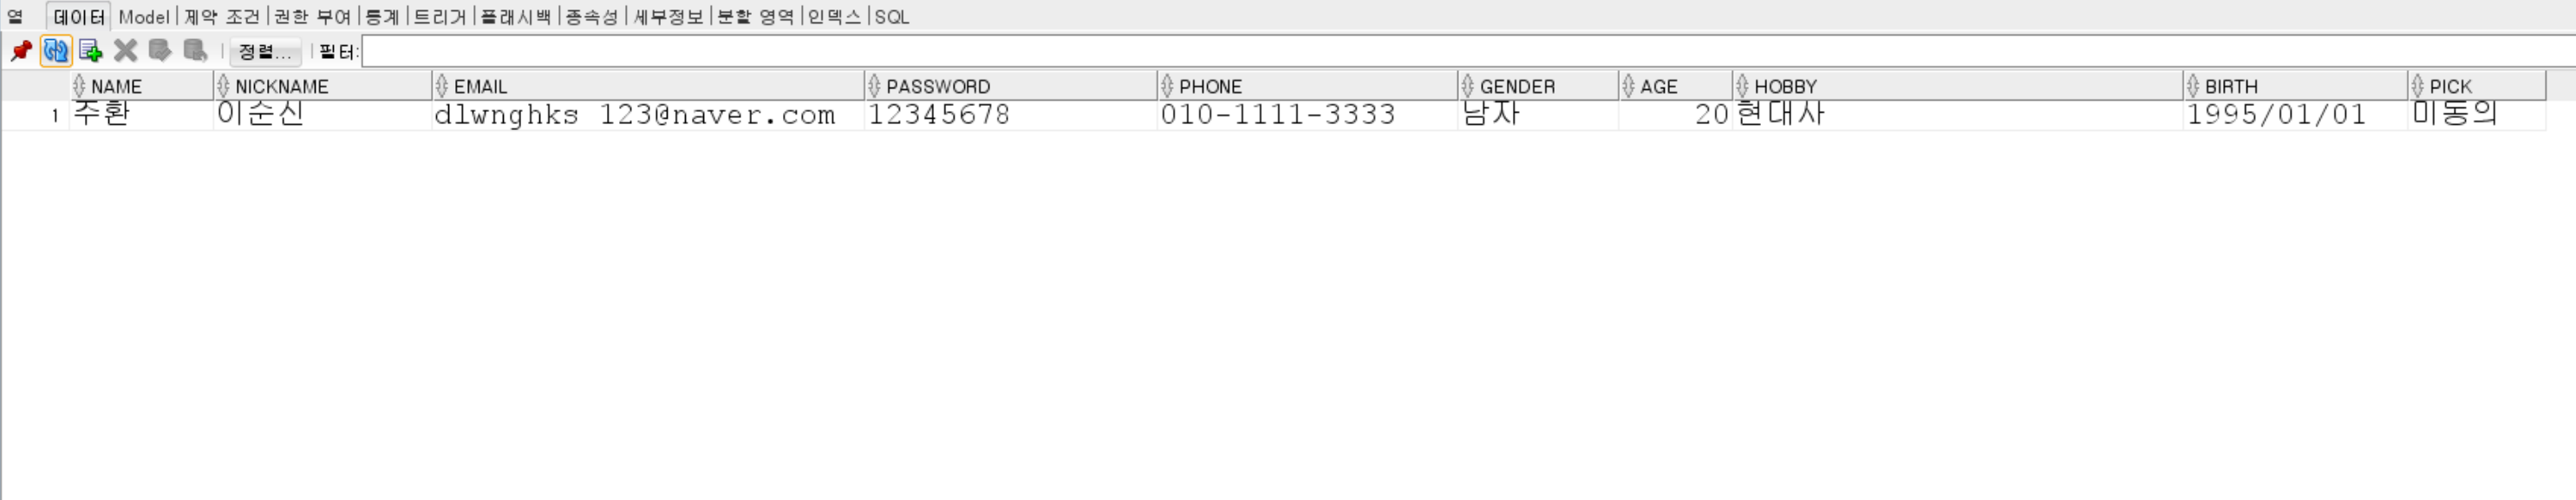 열 데이터 Model 제약 조건 권한 부여 통계 트리거 플래시백 종속성 세부정보 분할 영역 인덱스 SQL
정렬... 필터:
NAME NICKNAME EMAIL PASSWORD PHONE GENDER AGE HOBBY BIRTH PICK
1 주환 이순신 dlwnghks 123@naver.com 12345678 010-1111-3333 남자 20 현대사 1995/01/01 미동의